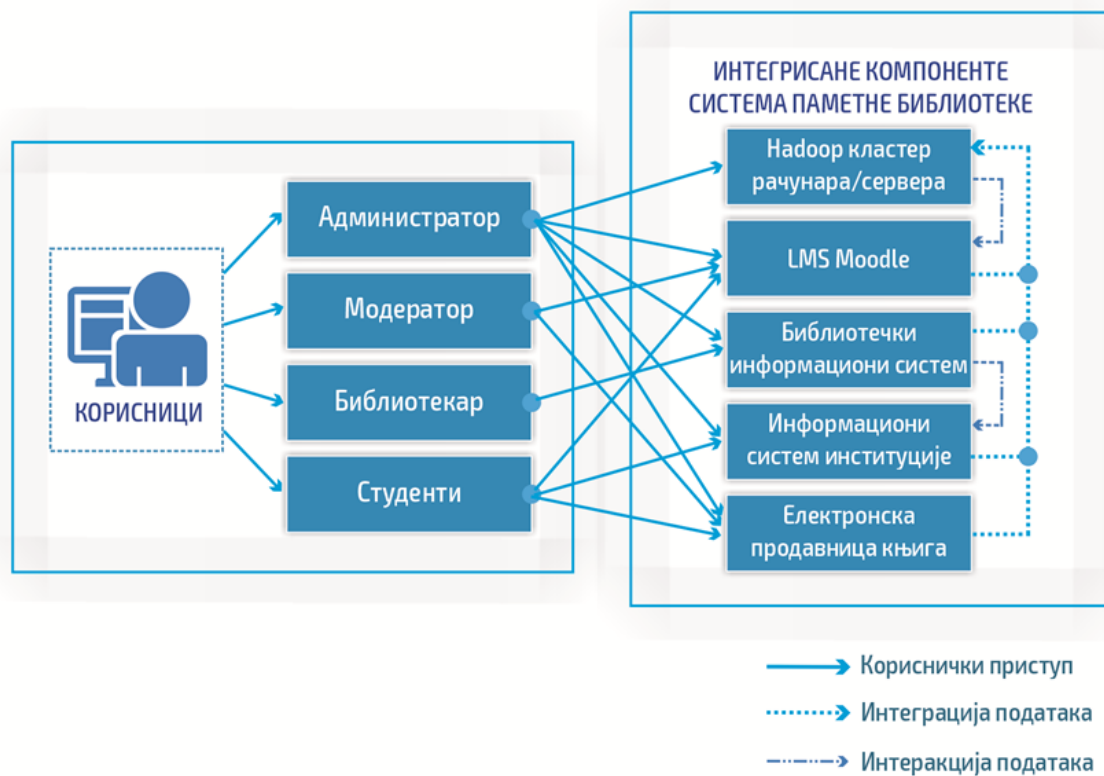 КОРИСНИЦИ
Администратор
Модератор
Библиотекар
Студенти
ИНТЕГРИСАНЕ КОМПОНЕНТЕ
СИСТЕМА ПАМЕТНЕ БИБЛИОТЕКЕ
Hadoop кластер
рачунара/сервера
LMS Moodle
Библиотечки
информациони систем
Информациони
систем институције
Електронска
продавница књига
Кориснички приступ
Интеграција података
Интеракција података